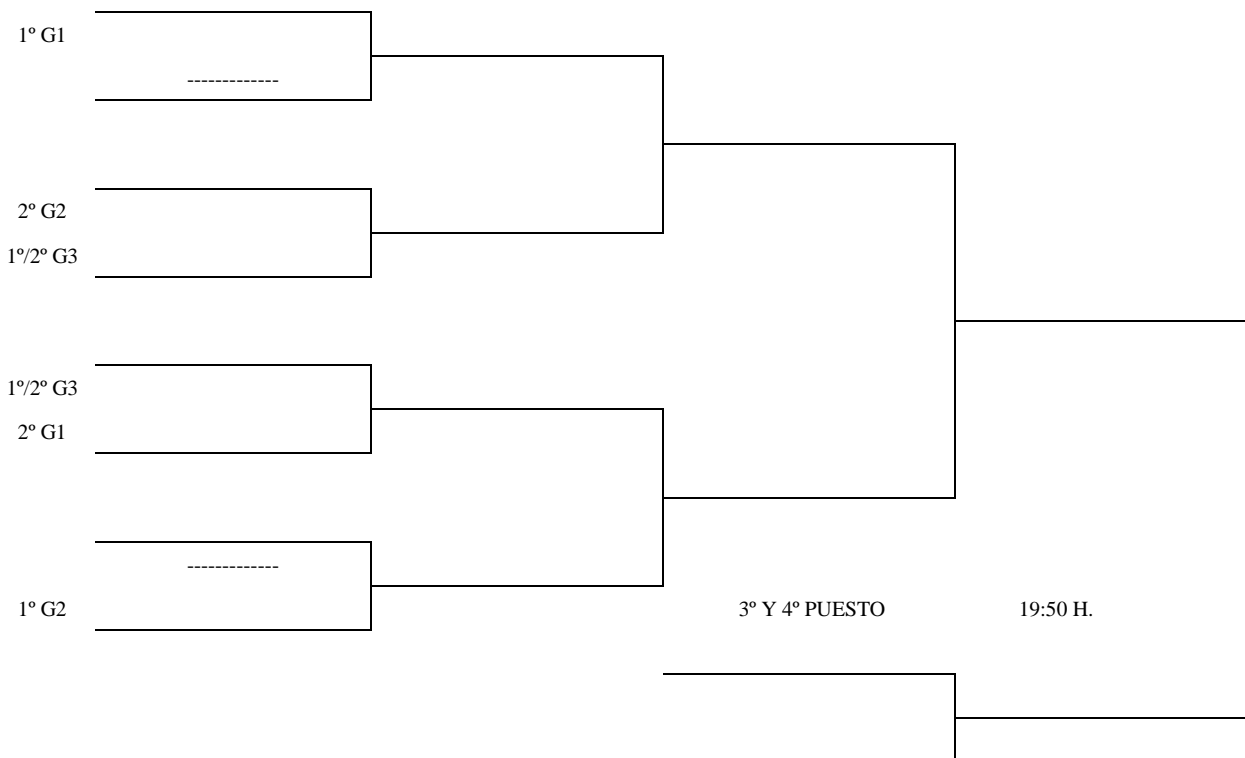 1º G1
-------------
2º G2
1º/2º G3
1º/2º G3
2º G1
-------------
1º G2
3º Y 4º PUESTO 19:50 H.